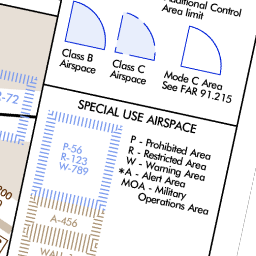 Additional Control
Area limit
Class B
Airspace
Class C
Airspace
Mode C Area
See FAR 91.215
R-72
SPECIAL USE AIRSPACE
P-56
R-123
W-789
P - Prohibited Area
R - Restricted Area
W - Warning Area
*A - Alert Area
MOA - Military
Operations Area
A-456